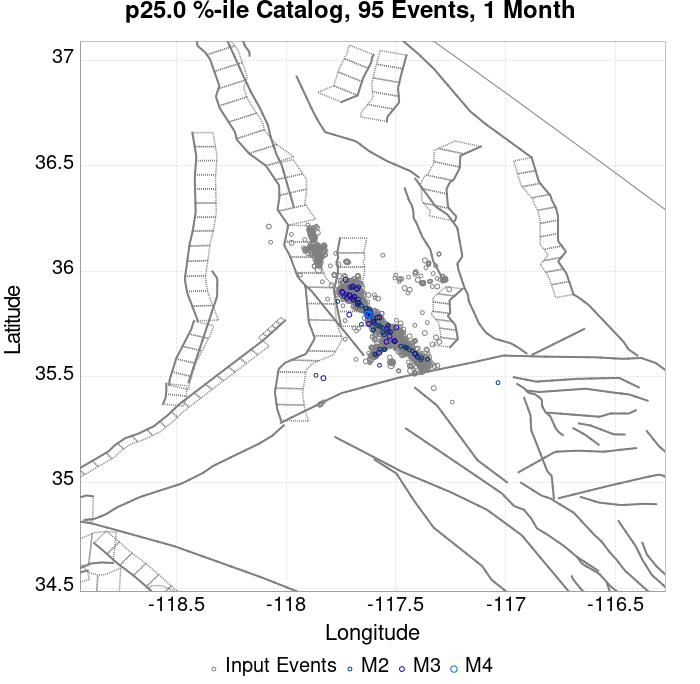 p25.0 %-ile Catalog, 95 Events, 1 Month
37
36.5
36
35.5
35
34.5
Latitude
-118.5 -118 -117.5 -117 -116.5
Longitude
Input Events M2 M3 M4